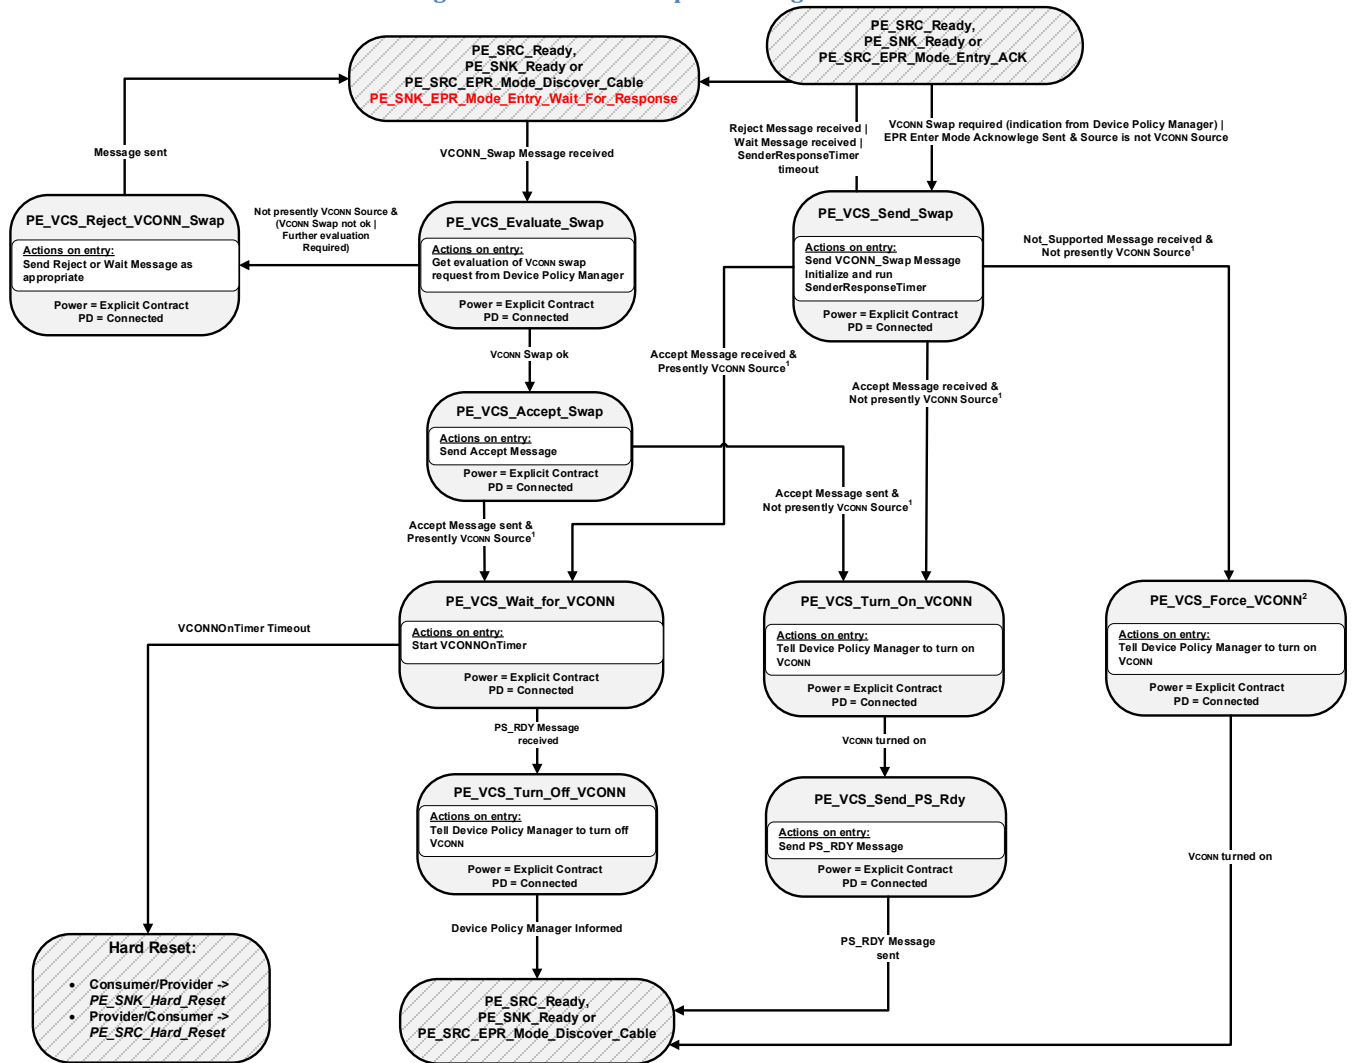 PE_SRC_Ready,
PE_SNK_Ready or
PE_SRC_EPR_Mode_Discover_Cable
PE_SNK_EPR_Mode_Entry_Wait_For_Response
PE_SRC_Ready,
PE_SNK_Ready or
PE_SRC_EPR_Mode_Entry_ACK
Message sent
VCONN_Swap Message received
Reject Message received |
Wait Message received |
SenderResponseTimer
timeout
VCONN Swap required (indication from Device Policy Manager) |
EPR Enter Mode Acknowlege Sent & Source is not VCONN Source
PE_VCS_Reject_VCONN_Swap
Actions on entry:
Send Reject or Wait Message as
appropriate
Power = Explicit Contract
PD = Connected
Not presently VCONN Source &
(VCONN Swap not ok |
Further evaluation
Required)
PE_VCS_Evaluate_Swap
Actions on entry:
Get evaluation of VCONN swap
request from Device Policy Manager
Power = Explicit Contract
PD = Connected
PE_VCS_Send_Swap
Actions on entry:
Send VCONN_Swap Message
Initialize and run
SenderResponseTimer
Power = Explicit Contract
PD = Connected
Not_Supported Message received &
Not presently VCONN Source1
VCONN Swap ok
Accept Message received &
Presently VCONN Source1
Accept Message received &
Not presently VCONN Source1
PE_VCS_Accept_Swap
Actions on entry:
Send Accept Message
Power = Explicit Contract
PD = Connected
Accept Message sent &
Presently VCONN Source1
Accept Message sent &
Not presently VCONN Source1
VCONNOnTimer Timeout
PE_VCS_Wait_for_VCONN
Actions on entry:
Start VCONNOnTimer
Power = Explicit Contract
PD = Connected
PE_VCS_Turn_On_VCONN
Actions on entry:
Tell Device Policy Manager to turn on
VCONN
Power = Explicit Contract
PD = Connected
PE_VCS_Force_VCONN2
Actions on entry:
Tell Device Policy Manager to turn on
VCONN
Power = Explicit Contract
PD = Connected
PS_RDY Message
received
VCONN turned on
PE_VCS_Turn_Off_VCONN
Actions on entry:
Tell Device Policy Manager to turn off
VCONN
Power = Explicit Contract
PD = Connected
PE_VCS_Send_PS_Rdy
Actions on entry:
Send PS_RDY Message
Power = Explicit Contract
PD = Connected
VCONN turned on
Device Policy Manager Informed
PS_RDY Message
sent
Hard Reset:
• Consumer/Provider ->
PE_SNK_Hard_Reset
• Provider/Consumer ->
PE_SRC_Hard_Reset
PE_SRC_Ready,
PE_SNK_Ready or
PE_SRC_EPR_Mode_Discover_Cable